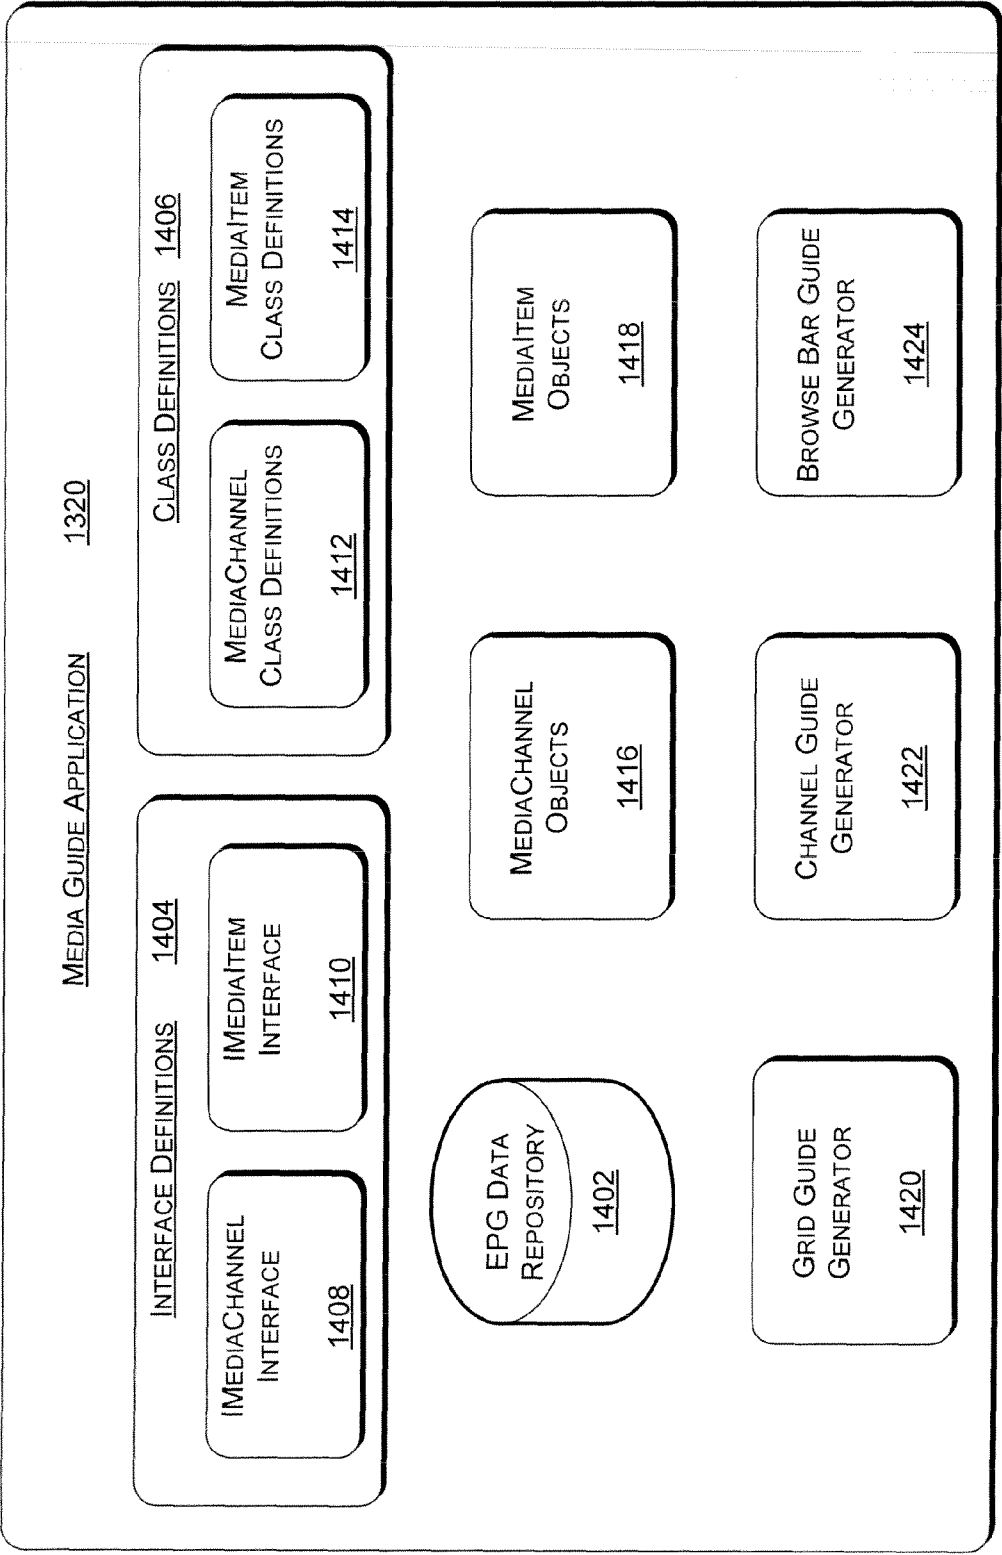 MEDIA GUIDE APPLICATION 1320
INTERFACE DEFINITIONS 1404
IMEDIACHANNEL
INTERFACE
1408
IMEDIAITEM
INTERFACE
1410
CLASS DEFINITIONS 1406
MEDIACHANNEL
CLASS DEFINITIONS
1412
MEDIAITEM
CLASS DEFINITIONS
1414
EPG DATA
REPOSITORY
1402
MEDIACHANNEL
OBJECTS
1416
MEDIAITEM
OBJECTS
1418
GRID GUIDE
GENERATOR
1420
CHANNEL GUIDE
GENERATOR
1422
BROWSE BAR GUIDE
GENERATOR
1424